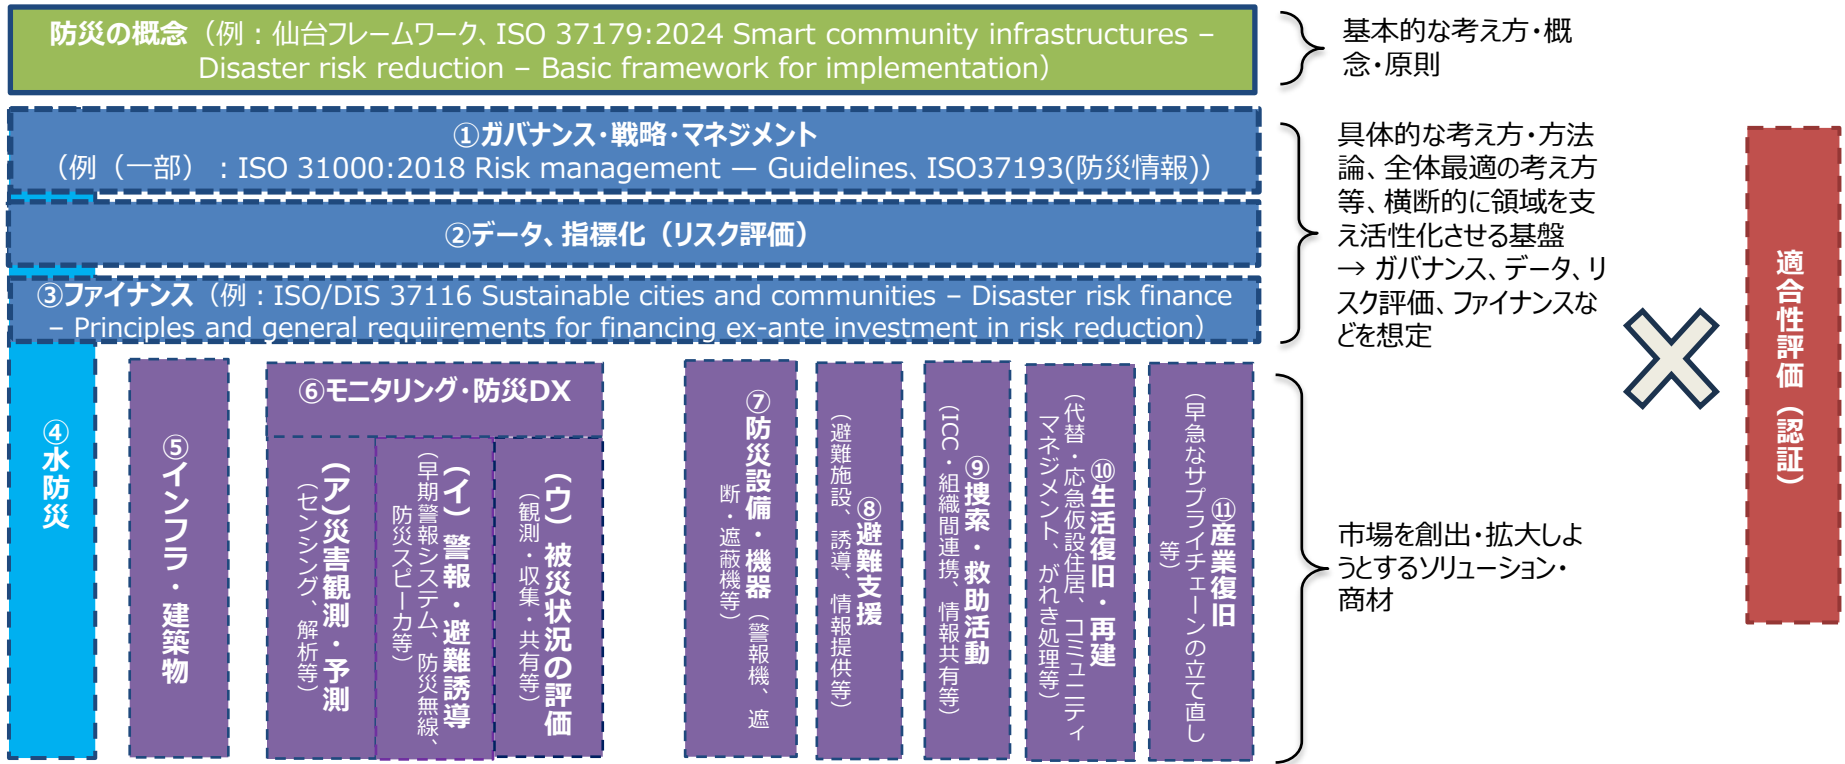 防災の概念（例：仙台フレームワーク、ISO 37179:2024 Smart community infrastructures –
Disaster risk reduction – Basic framework for implementation）
基本的な考え方・概
念・原則
①ガバナンス・戦略・マネジメント
（例（一部）：ISO 31000:2018 Risk management — Guidelines、ISO37193(防災情報)）
②データ、指標化（リスク評価）
③ファイナンス（例：ISO/DIS 37116 Sustainable cities and communities – Disaster risk finance
– Principles and general requiirements for financing ex-ante investment in risk reduction）
具体的な考え方・方法
論、全体最適の考え方
等、横断的に領域を支
え活性化させる基盤
→ ガバナンス、データ、リ
スク評価、ファイナンスな
どを想定
④水防災
⑤インフラ・建築物
⑥モニタリング・防災DX
（ア）災害観測・予測
（センシング、解析等）
（イ）警報・避難誘導
（早期警報システム、防災無線、
防災スピーカ等）
（ウ）被災状況の評価
（観測・収集・共有等）
⑦防災設備・機器（警報機、遮
断・遮蔽機等）
⑧避難支援
（避難施設、誘導、情報提供等）
⑨捜索・救助活動
（ICC・組織間連携、情報共有等）
⑩生活復旧・再建
（代替・応急仮設住居、コミュニティ
マネジメント、がれき処理等）
⑪産業復旧
（早急なサプライチェーンの立て直し
等）
市場を創出・拡大しよ
うとするソリューション・
商材
適合性評価（認証）